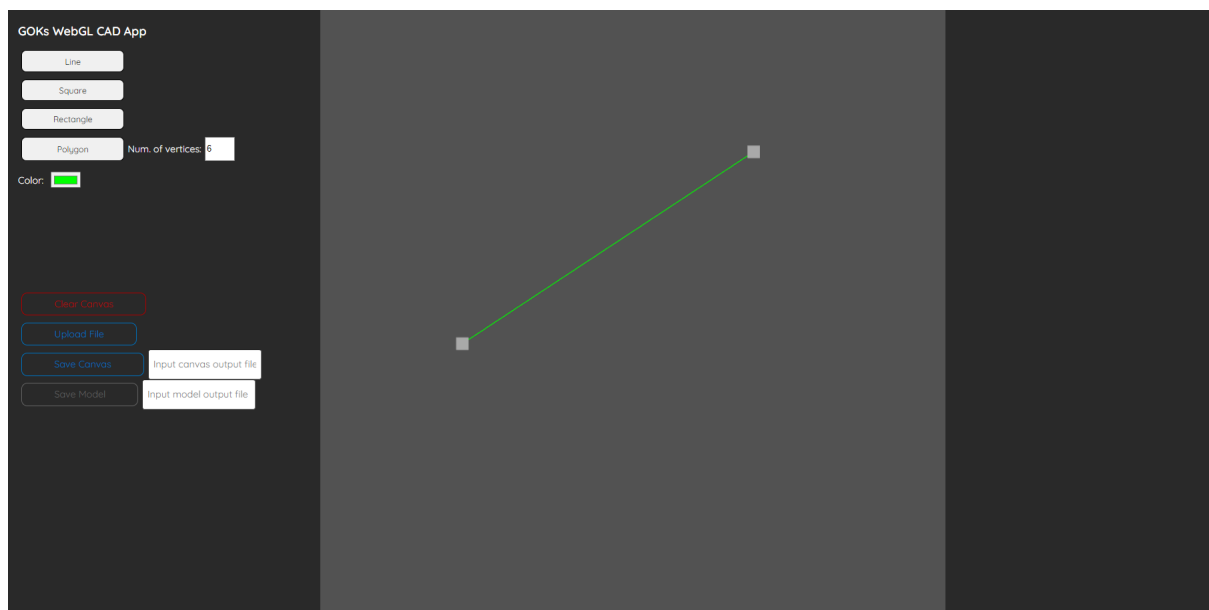 GOKs WebGL CAD App
Line
Square
Rectangle
Polygon Num. of vertices: 6
Color:
Clear Canvas
Upload File
Save Canvas Input canvas output file
Save Model Input model output file